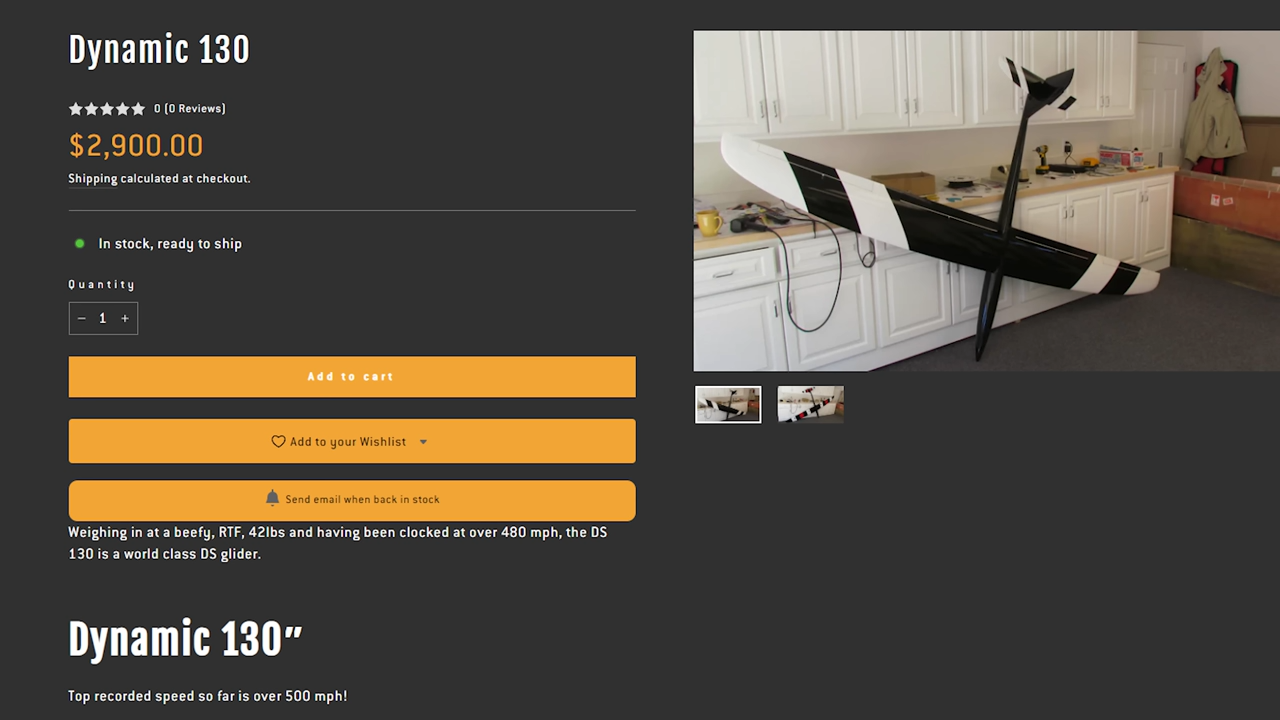 Dynamic 130
0 (0 Reviews)
$2,900.00
Shipping calculated at checkout.
In stock, ready to ship
Quantity
− 1 +
Add to cart
Add to your Wishlist
Send email when back in stock
Weighing in at a beefy, RTF, 42lbs and having been clocked at over 480 mph, the DS
130 is a world class DS glider.
Dynamic 130″
Top recorded speed so far is over 500 mph!